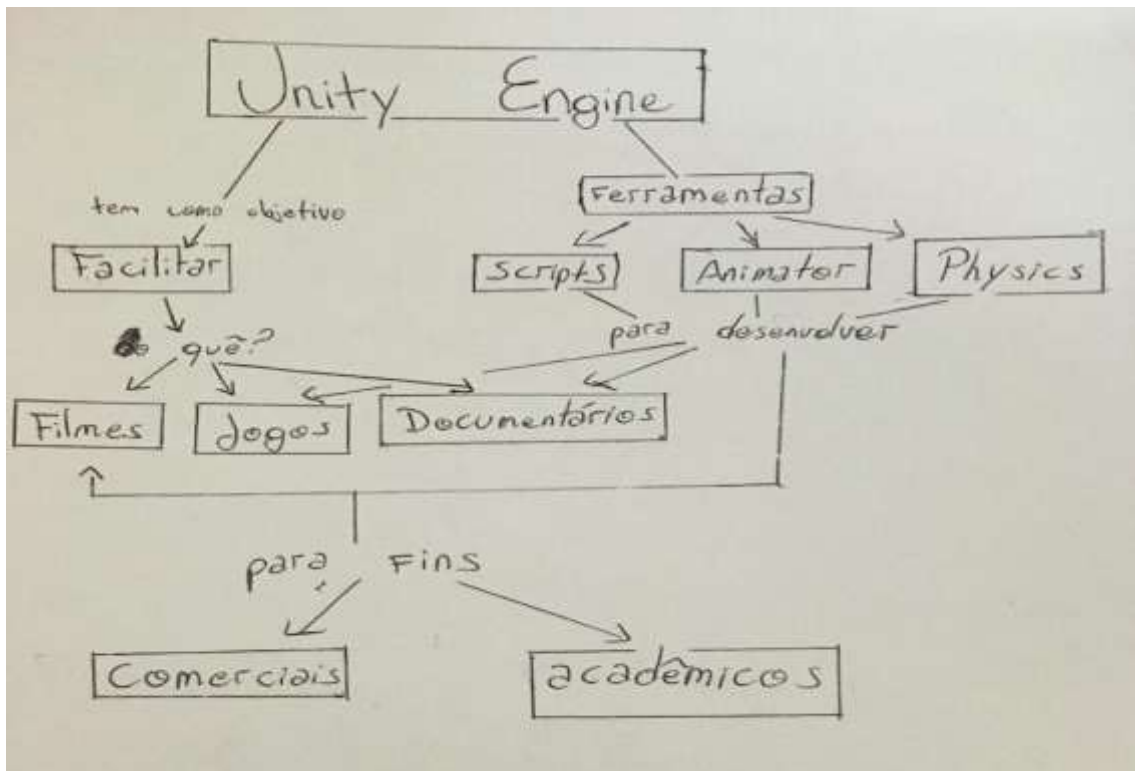 Unity Engine
Ferramentas
tem como objetivo
Facilitar
Scripts
Animator
Physics
quê?
para desenvolver
Filmes
Jogos
Documentários
para Fins
Comerciais
acadêmicos